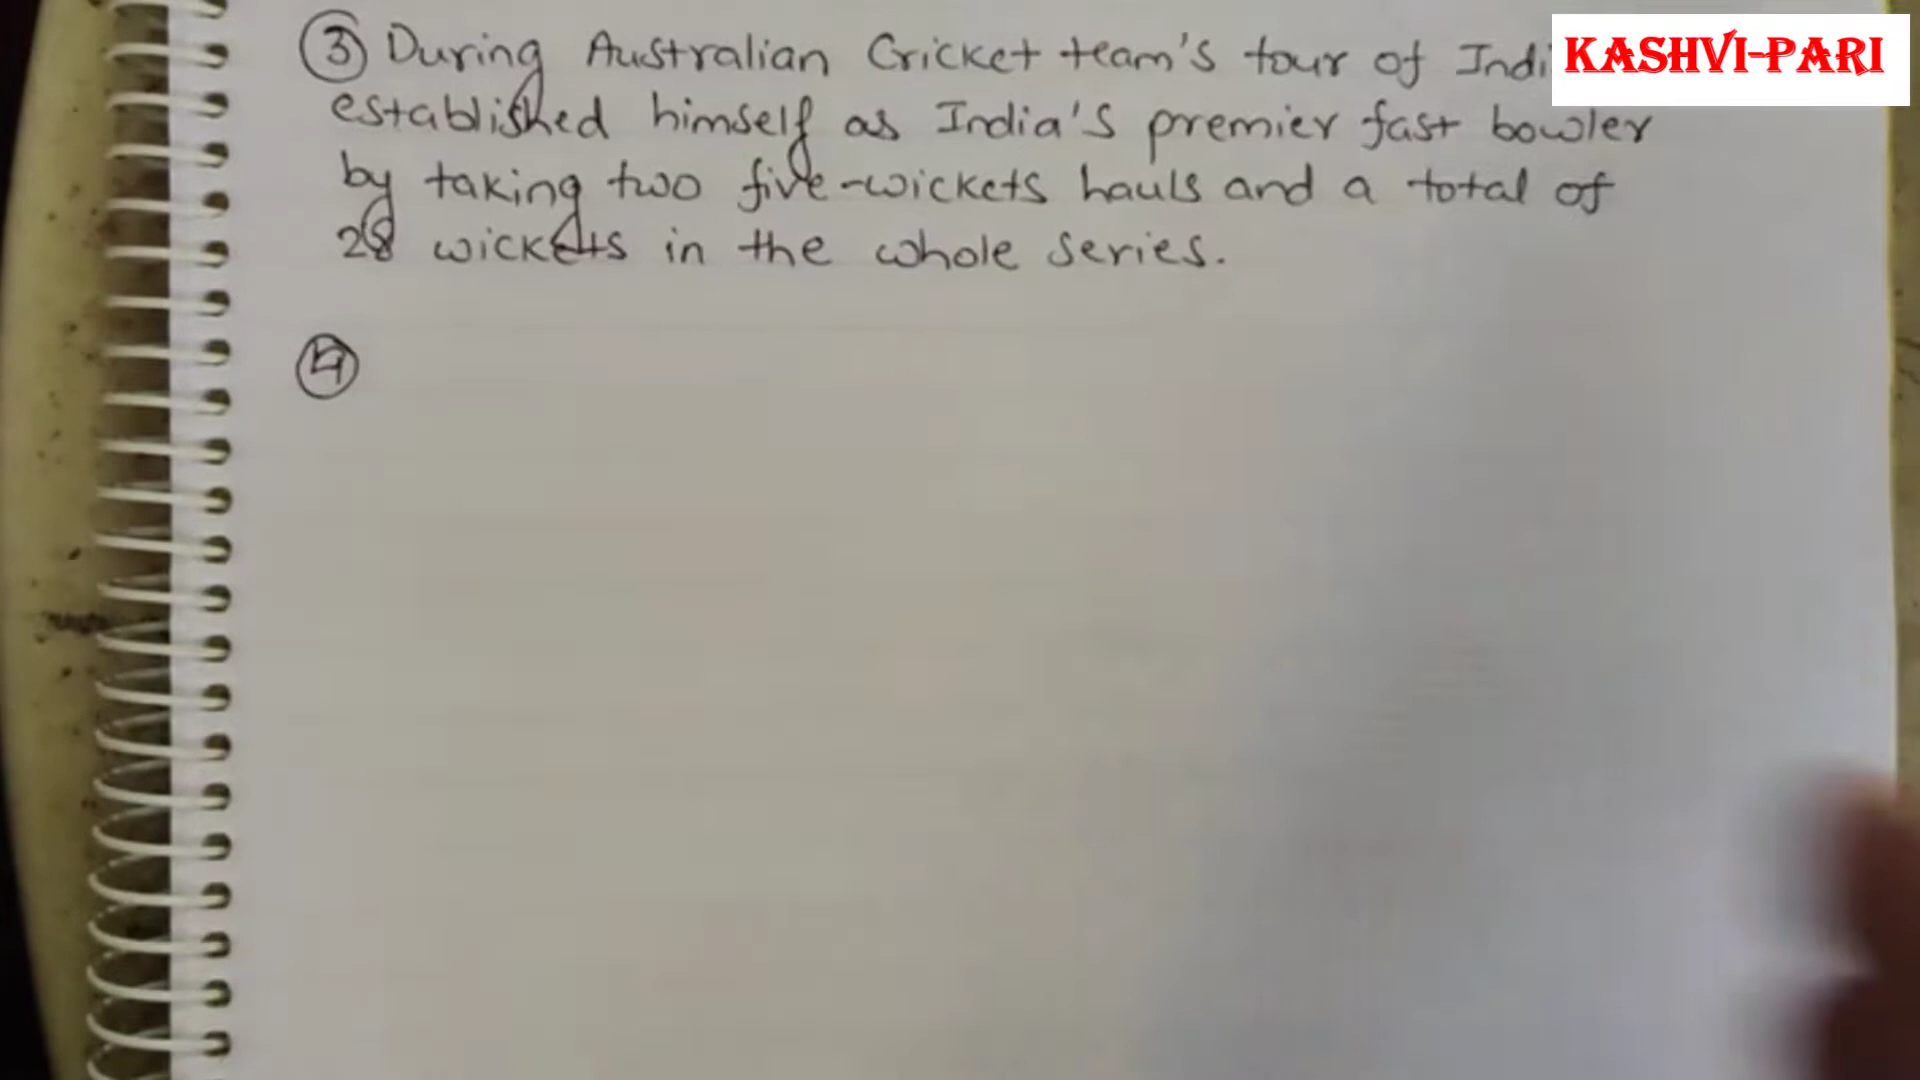 ③ During Australian Cricket team's tour of Indi
KASHVI-PARI
established himself as India's premier fast bowler
by taking two five-wickets hauls and a total of
28 wickets in the whole series.
④